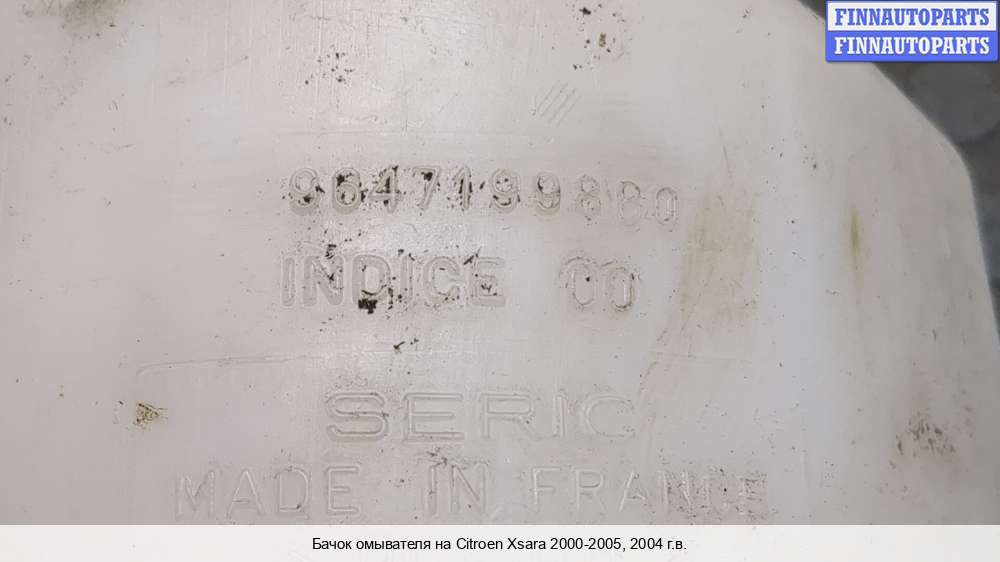 FINNAUTOPARTS
FINNAUTOPARTS
9647199880
INDICE 00
SERIC
MADE IN FRANCE
Бачок омывателя на Citroen Xsara 2000-2005, 2004 г.в.